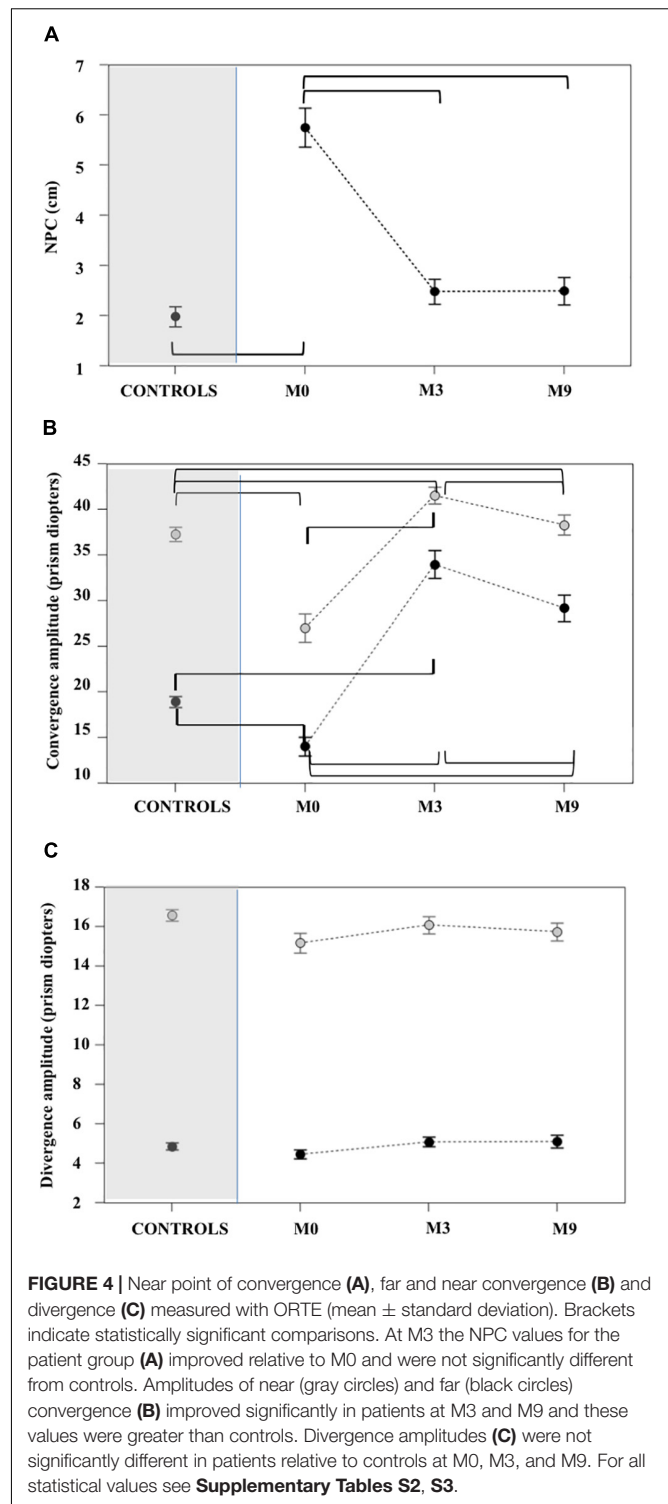 A
NPC (cm)
7
6
5
4
3
2
1
CONTROLS M0 M3 M9
B
Convergence amplitude (prism diopters)
45
40
35
30
25
20
15
10
CONTROLS M0 M3 M9
C
Divergence amplitude (prism diopters)
18
16
14
12
10
8
6
4
2
CONTROLS M0 M3 M9
FIGURE 4 | Near point of convergence (A), far and near convergence (B) and
divergence (C) measured with ORTE (mean ± standard deviation). Brackets
indicate statistically significant comparisons. At M3 the NPC values for the
patient group (A) improved relative to M0 and were not significantly different
from controls. Amplitudes of near (gray circles) and far (black circles)
convergence (B) improved significantly in patients at M3 and M9 and these
values were greater than controls. Divergence amplitudes (C) were not
significantly different in patients relative to controls at M0, M3, and M9. For all
statistical values see Supplementary Tables S2, S3.